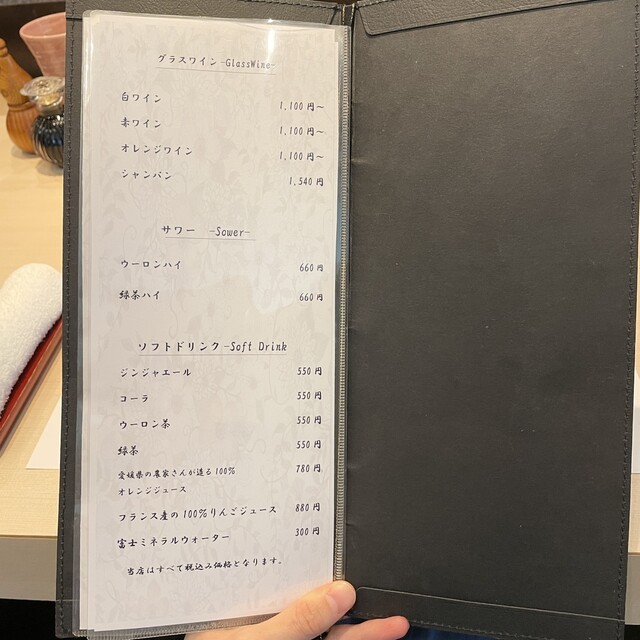 グラスワイン-GlassWine-
白ワイン 1,100円～
赤ワイン 1,100円～
オレンジワイン 1,100円～
シャンパン 1,540円
サワー -Sower-
ウーロンハイ 660円
緑茶ハイ 660円
ソフトドリンク-Soft Drink
ジンジャエール 550円
コーラ 550円
ウーロン茶 550円
緑茶 550円
愛媛県の農家さんが送る100% 780円
オレンジジュース
フランス産の100%りんごジュース 880円
富士ミネラルウォーター 300円
当店はすべて税込み価格となります。